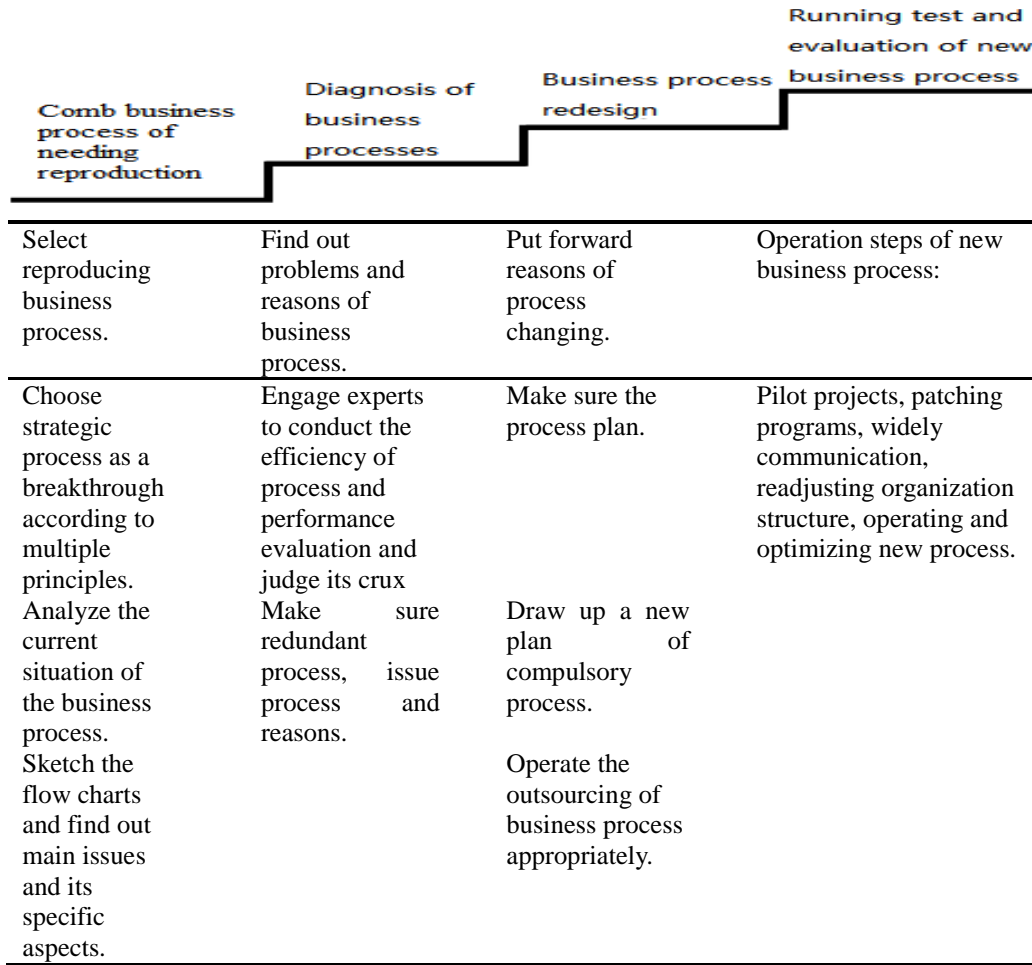 Running test and
evaluation of new
business process
Business process
redesign
Diagnosis of
business
processes
Comb business
process of
needing
reproduction
Select
reproducing
business
process.
Find out
problems and
reasons of
business
process.
Put forward
reasons of
process
changing.
Operation steps of new
business process:
Choose
strategic
process as a
breakthrough
according to
multiple
principles.
Engage experts
to conduct the
efficiency of
process and
performance
evaluation and
judge its crux
Make sure the
process plan.
Pilot projects, patching
programs, widely
communication,
readjusting organization
structure, operating and
optimizing new process.
Analyze the
current
situation of
the business
process.
Make sure
redundant
process, issue
process and
reasons.
Draw up a new
plan of
compulsory
process.
Sketch the
flow charts
and find out
main issues
and its
specific
aspects.
Operate the
outsourcing of
business process
appropriately.